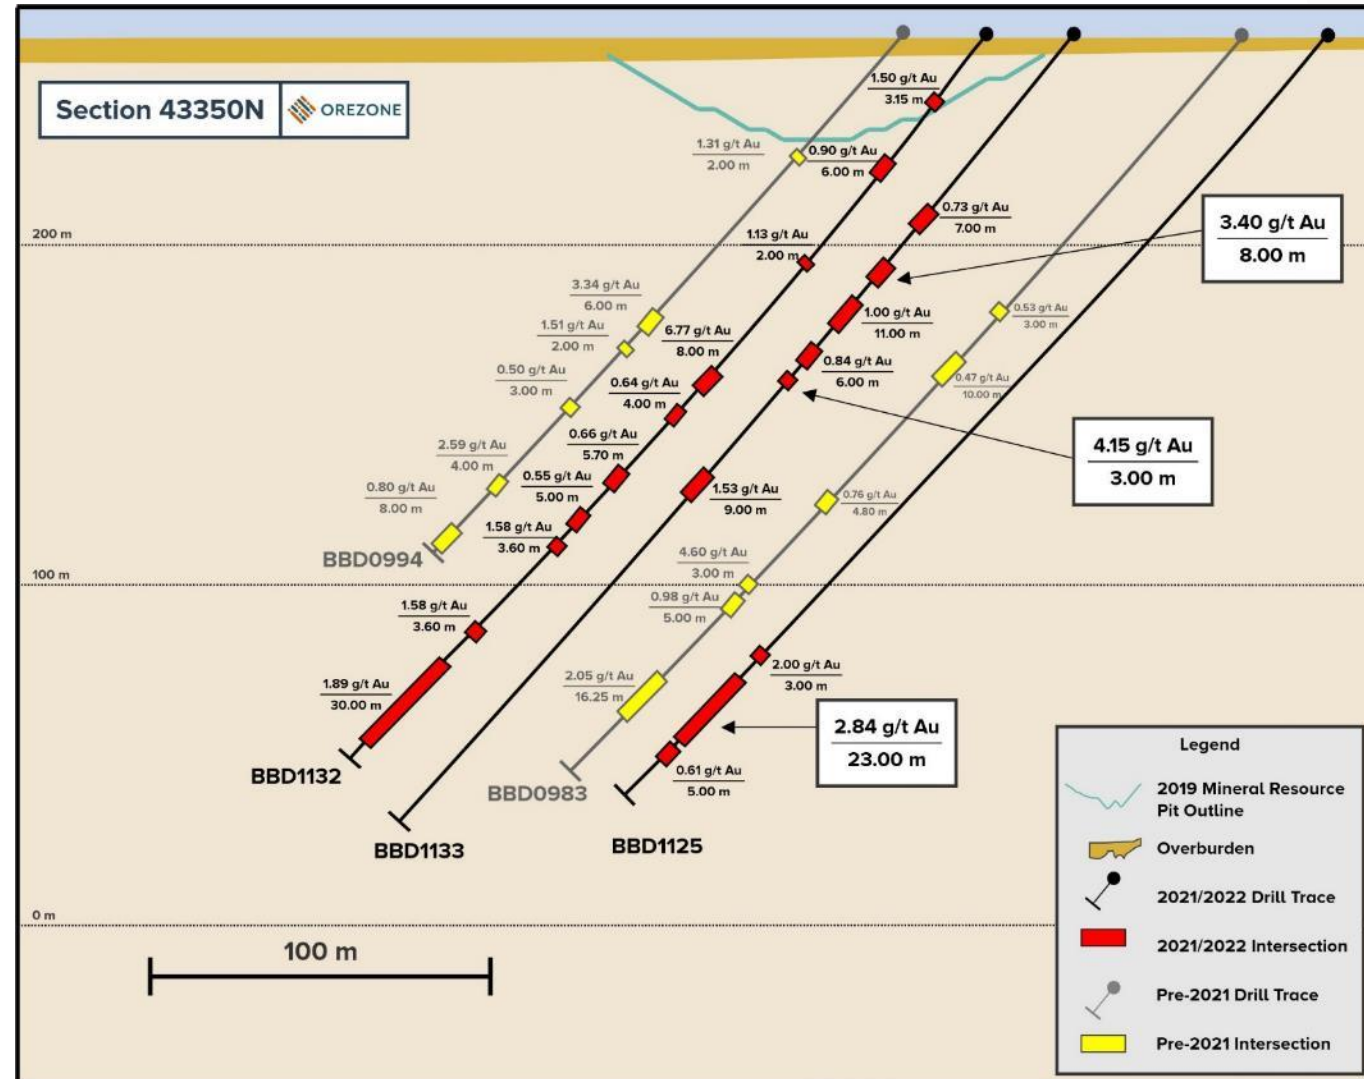 Section 43350N
OREZONE
1.50 g/t Au
3.15 m
1.31 g/t Au
2.00 m
0.90 g/t Au
6.00 m
0.73 g/t Au
7.00 m
3.40 g/t Au
8.00 m
200 m
1.13 g/t Au
2.00 m
3.34 g/t Au
6.00 m
1.51 g/t Au
2.00 m
6.77 g/t Au
8.00 m
1.00 g/t Au
11.00 m
0.53 g/t Au
3.00 m
0.50 g/t Au
3.00 m
0.64 g/t Au
4.00 m
0.84 g/t Au
6.00 m
0.47 g/t Au
10.00 m
2.59 g/t Au
4.00 m
0.66 g/t Au
5.70 m
4.15 g/t Au
3.00 m
0.80 g/t Au
8.00 m
0.55 g/t Au
5.00 m
1.53 g/t Au
9.00 m
0.76 g/t Au
4.80 m
1.58 g/t Au
3.60 m
BBD0994
4.60 g/t Au
3.00 m
100 m
0.98 g/t Au
5.00 m
1.58 g/t Au
3.60 m
1.89 g/t Au
30.00 m
2.05 g/t Au
16.25 m
2.00 g/t Au
3.00 m
2.84 g/t Au
23.00 m
0.61 g/t Au
5.00 m
BBD1132
BBD0983
BBD1133
BBD1125
0 m
100 m
Legend
2019 Mineral Resource
Pit Outline
Overburden
2021/2022 Drill Trace
2021/2022 Intersection
Pre-2021 Drill Trace
Pre-2021 Intersection